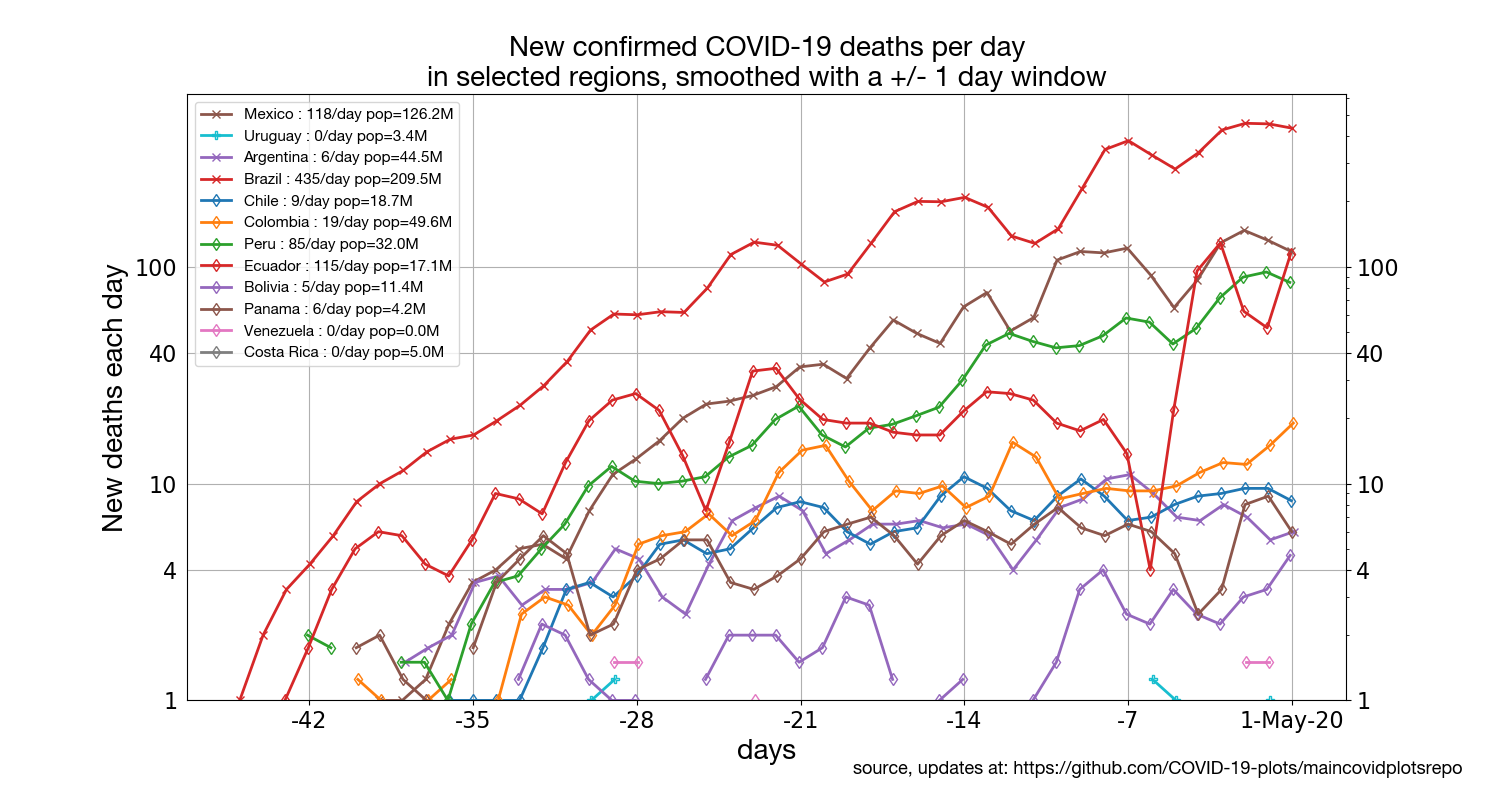 New confirmed COVID-19 deaths per day
in selected regions, smoothed with a +/- 1 day window
Mexico : 118/day pop=126.2M
Uruguay : 0/day pop=3.4M
Argentina : 6/day pop=44.5M
Brazil : 435/day pop=209.5M
Chile : 9/day pop=18.7M
Colombia : 19/day pop=49.6M
Peru : 85/day pop=32.0M
Ecuador : 115/day pop=17.1M
Bolivia : 5/day pop=11.4M
Panama : 6/day pop=4.2M
Venezuela : 0/day pop=0.0M
Costa Rica : 0/day pop=5.0M
New deaths each day
100
40
10
4
1
100
40
10
4
1
-42 -35 -28 -21 -14 -7 1-May-20
days
source, updates at: https://github.com/COVID-19-plots/maincovidplotsrepo